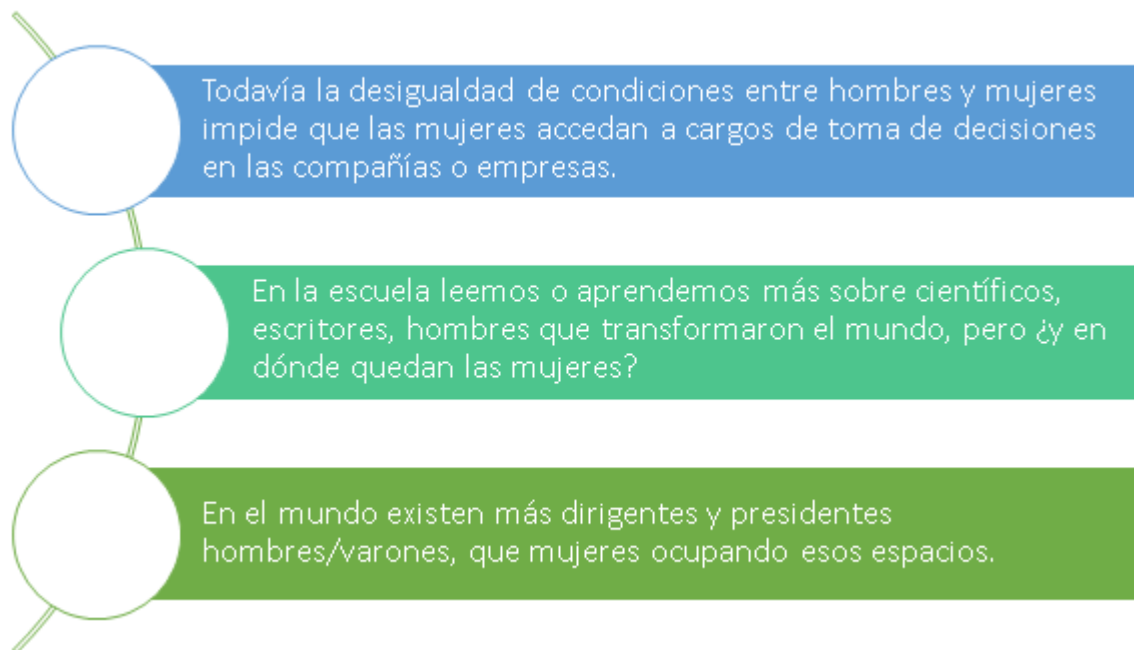 Todavía la desigualdad de condiciones entre hombres y mujeres
impide que las mujeres accedan a cargos de toma de decisiones
en las compañías o empresas.
En la escuela leemos o aprendemos más sobre científicos,
escritores, hombres que transformaron el mundo, pero ¿y en
dónde quedan las mujeres?
En el mundo existen más dirigentes y presidentes
hombres/varones, que mujeres ocupando esos espacios.